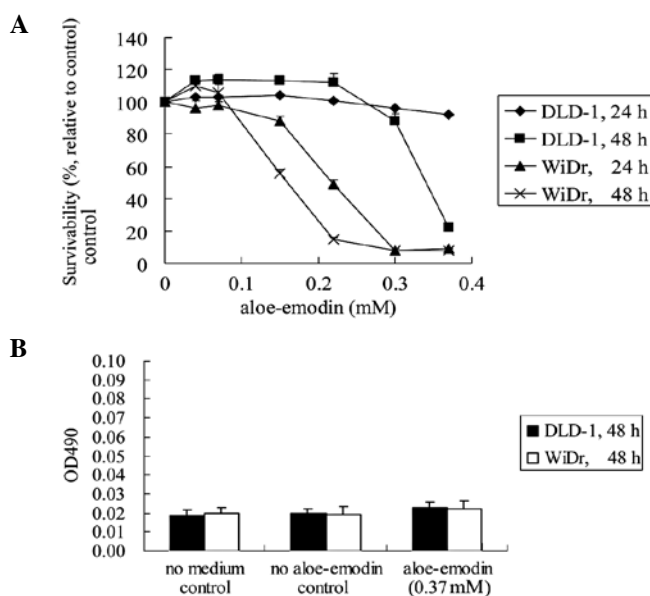 A
Survivability (%, relative to control)
control
140
120
100
80
60
40
20
0
0
0.1
0.2
0.3
0.4
aloe-emodin (mM)
DLD-1, 24 h
DLD-1, 48 h
WiDr, 24 h
WiDr, 48 h
B
OD490
0.10
0.09
0.08
0.07
0.06
0.05
0.04
0.03
0.02
0.01
0.00
no medium
control
no aloe-emodin
control
aloe-emodin
(0.37 mM)
DLD-1, 48 h
WiDr, 48 h